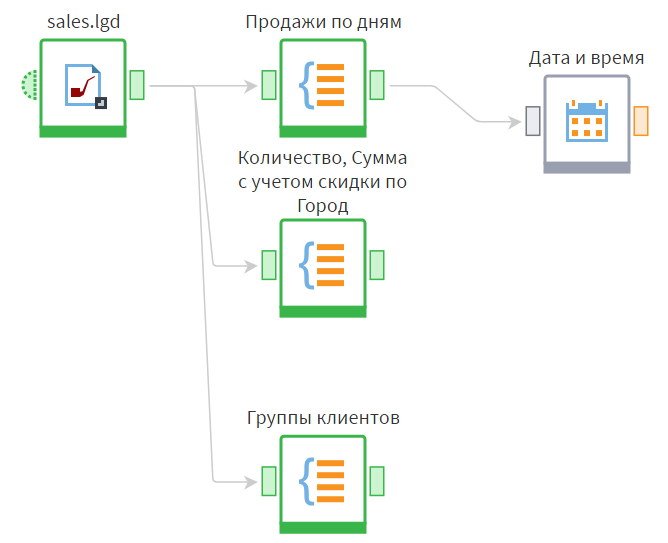 sales.lgd
Продажи по дням
Дата и время
Количество, Сумма
с учетом скидки по
Город
Группы клиентов